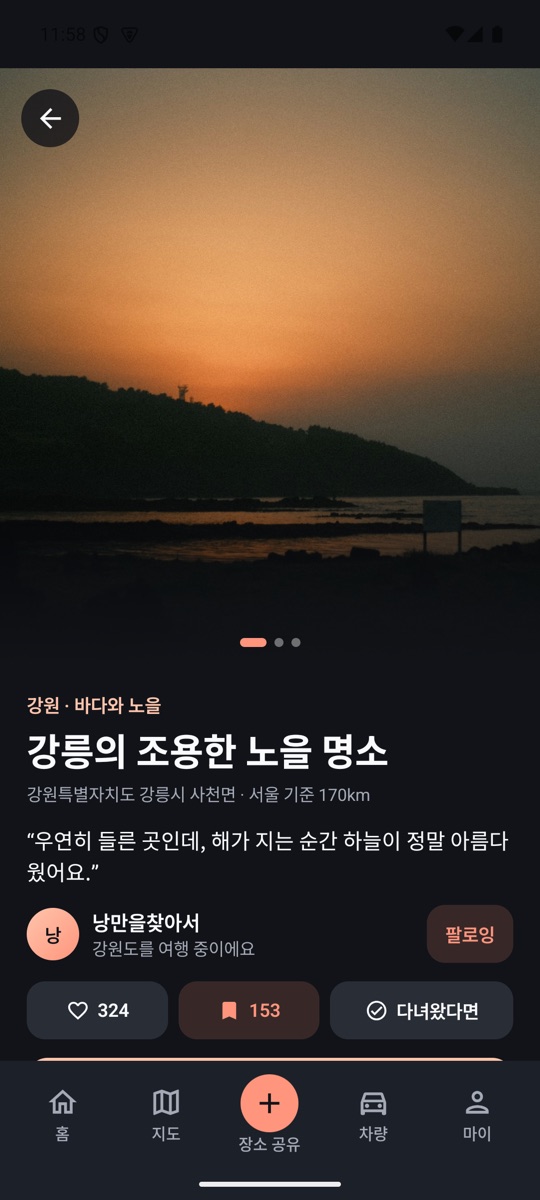 11:58
강원 · 바다와 노을
강릉의 조용한 노을 명소
강원특별자치도 강릉시 사천면 · 서울 기준 170km
“우연히 들른 곳인데, 해가 지는 순간 하늘이 정말 아름다
웠어요.”
낭
낭만을찾아서
강원도를 여행 중이에요
팔로잉
324
153
다녀왔다면
홈
지도
장소 공유
차량
마이